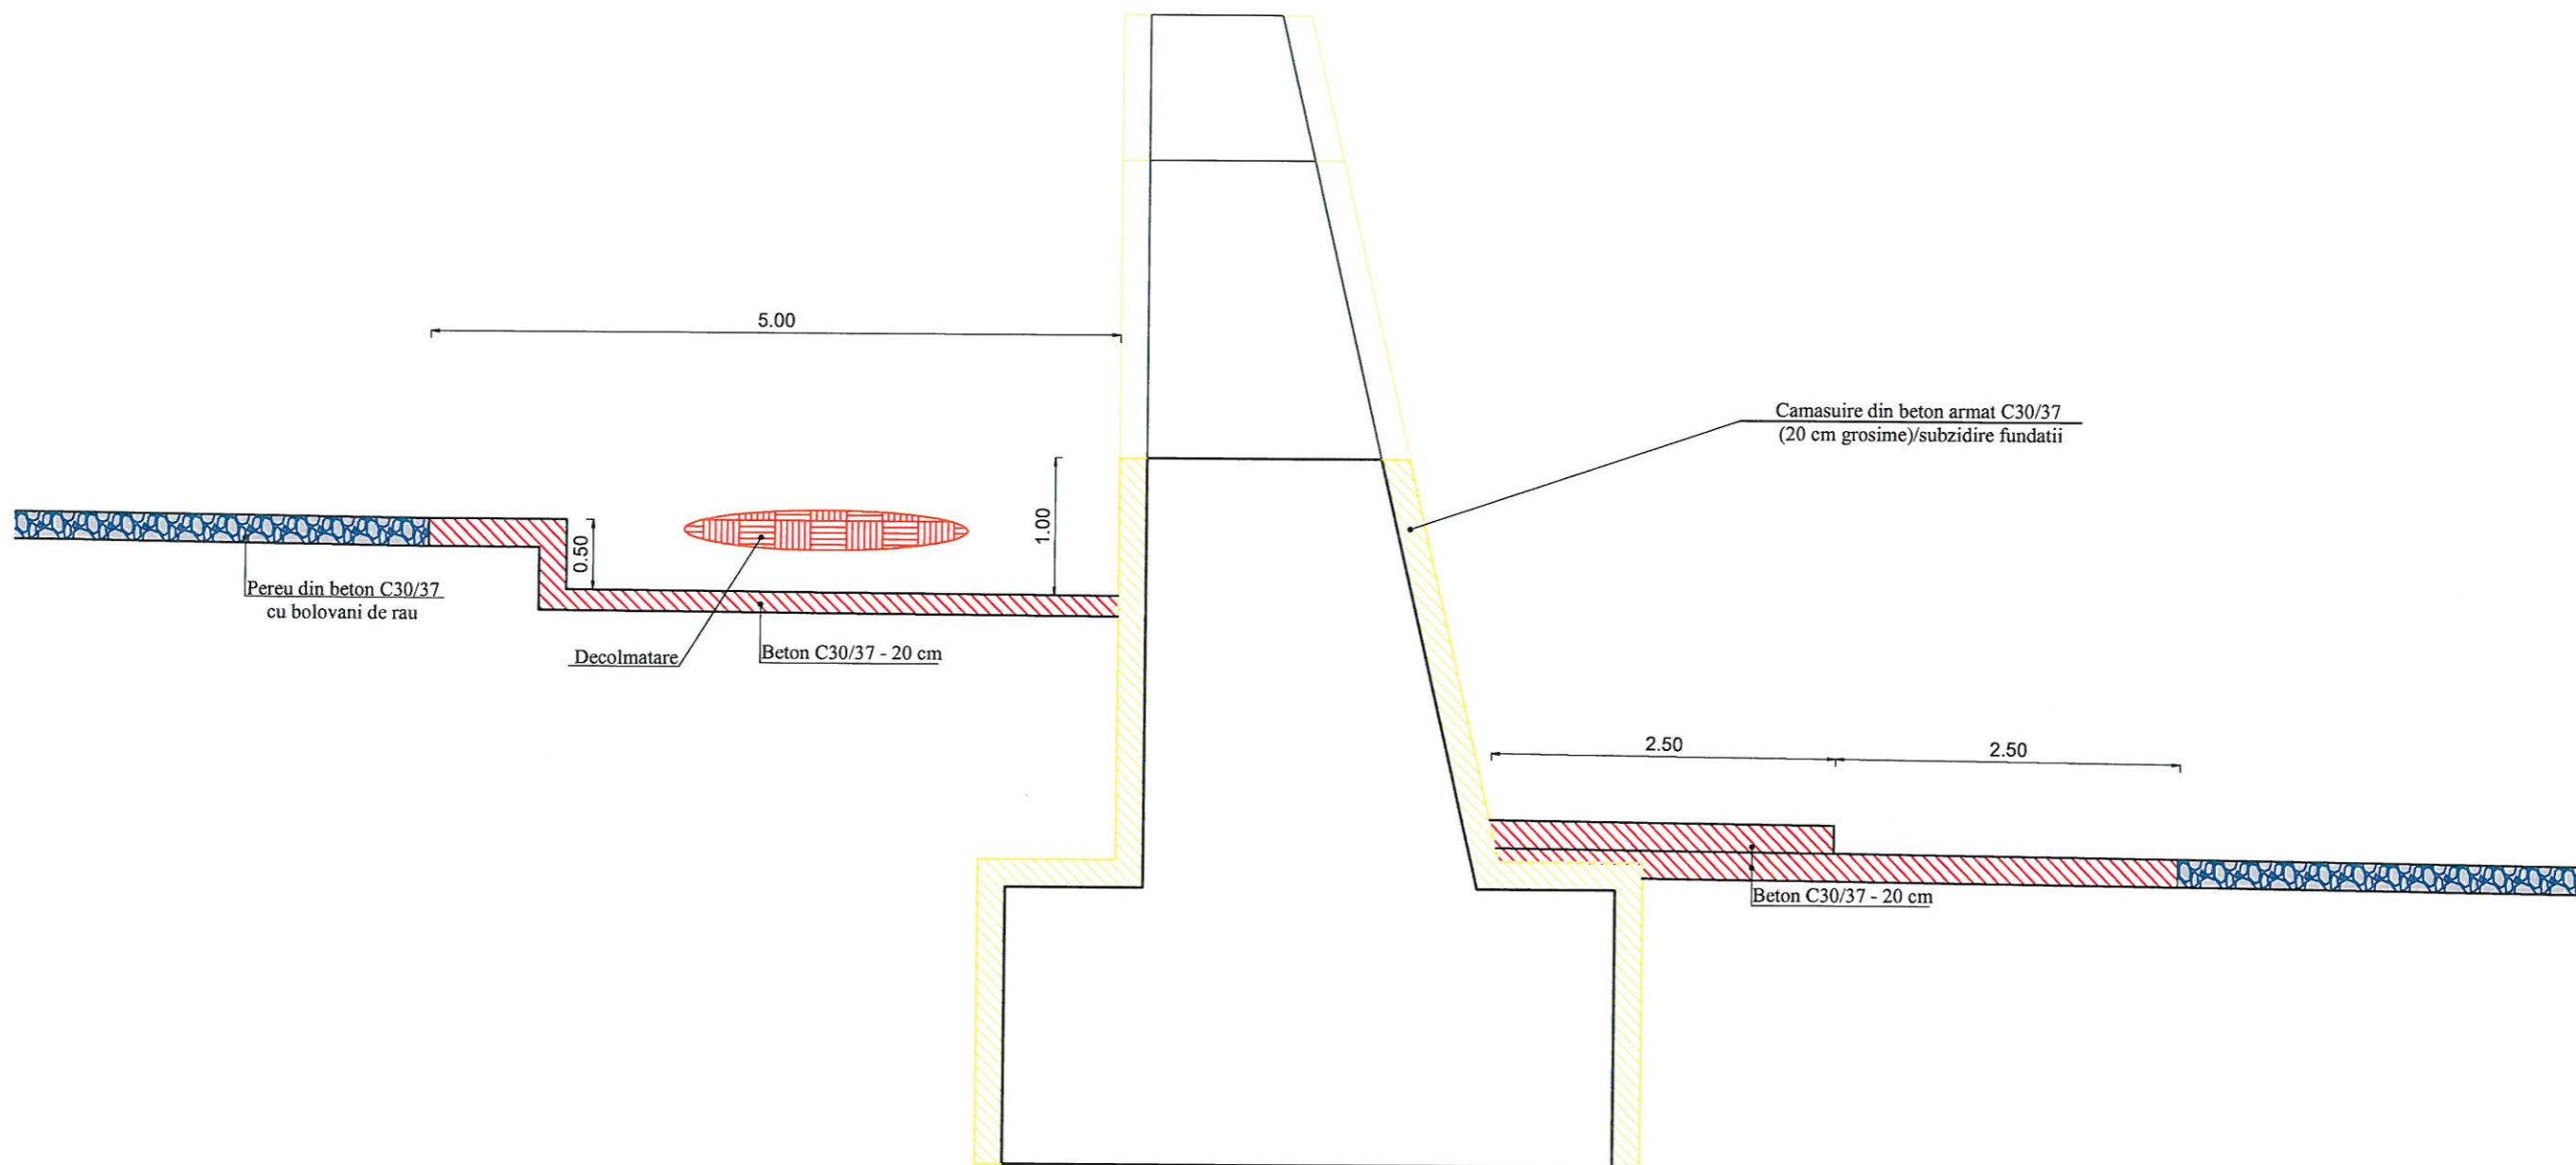 5.00
Camasuire din beton armat C30/37
(20 cm grosime)/subzidire fundatii
1.00
0.50
Pereu din beton C30/37
cu bolovani de rau
Decolmatare
Beton C30/37 - 20 cm
2.50
2.50
Beton C30/37 - 20 cm